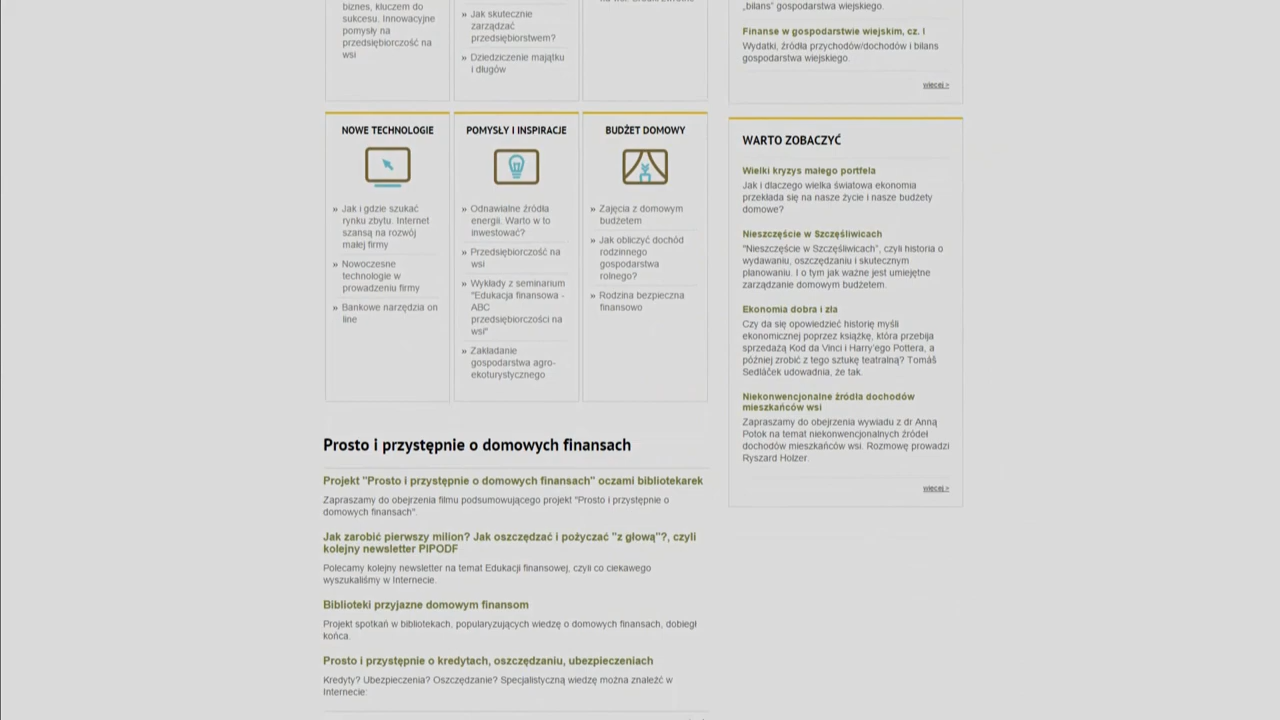 biznes, kluczem do
sukcesu. Innowacyjne
pomysły na
przedsiębiorczość na
wsi
» Jak skutecznie
zarządzać
przedsiębiorstwem?
» Dziedziczenie majątku
i długów
„bilans” gospodarstwa wiejskiego.
Finanse w gospodarstwie wiejskim, cz. I
Wydatki, źródła przychodów/dochodów i bilans
gospodarstwa wiejskiego.
więcej >
NOWE TECHNOLOGIE
» Jak i gdzie szukać
rynku zbytu. Internet
szansą na rozwój
małej firmy
» Nowoczesne
technologie w
prowadzeniu firmy
» Bankowe narzędzia on
line
POMYSŁY I INSPIRACJE
» Odnawialne źródła
energii. Warto w to
inwestować?
» Przedsiębiorczość na
wsi
» Wykłady z seminarium
"Edukacja finansowa -
ABC
przedsiębiorczości na
wsi"
» Zakładanie
gospodarstwa agro-
ekoturystycznego
BUDŻET DOMOWY
» Zajęcia z domowym
budżetem
» Jak obliczyć dochód
rodzinnego
gospodarstwa
rolnego?
» Rodzina bezpieczna
finansowo
WARTO ZOBACZYĆ
Wielki kryzys małego portfela
Jak i dlaczego wielka światowa ekonomia
przekłada się na nasze życie i nasze budżety
domowe?
Nieszczęście w Szczęśliwicach
"Nieszczęście w Szczęśliwicach", czyli historia o
wydawaniu, oszczędzaniu i skutecznym
planowaniu. I o tym jak ważne jest umiejętne
zarządzanie domowym budżetem.
Ekonomia dobra i zła
Czy da się opowiedzieć historię myśli
ekonomicznej poprzez książkę, która przebija
sprzedażą Kod da Vinci i Harry'ego Pottera, a
później zrobić z tego sztukę teatralną? Tomáš
Sedláček udowadnia, że tak.
Niekonwencjonalne źródła dochodów
mieszkańców wsi
Zapraszamy do obejrzenia wywiadu z dr Anną
Potok na temat niekonwencjonalnych źródeł
dochodów mieszkańców wsi. Rozmowę prowadzi
Ryszard Holzer.
więcej >
Prosto i przystępnie o domowych finansach
Projekt "Prosto i przystępnie o domowych finansach" oczami bibliotekarek
Zapraszamy do obejrzenia filmu podsumowującego projekt "Prosto i przystępnie o
domowych finansach".
Jak zarobić pierwszy milion? Jak oszczędzać i pożyczać "z głową"?, czyli
kolejny newsletter PIPODF
Polecamy kolejny newsletter na temat Edukacji finansowej, czyli co ciekawego
wyszukaliśmy w Internecie.
Biblioteki przyjazne domowym finansom
Projekt spotkań w bibliotekach, popularyzujących wiedzę o domowych finansach, dobiegł
końca.
Prosto i przystępnie o kredytach, oszczędzaniu, ubezpieczeniach
Kredyty? Ubezpieczenia? Oszczędzanie? Specjalistyczną wiedzę można znaleźć w
Internecie: